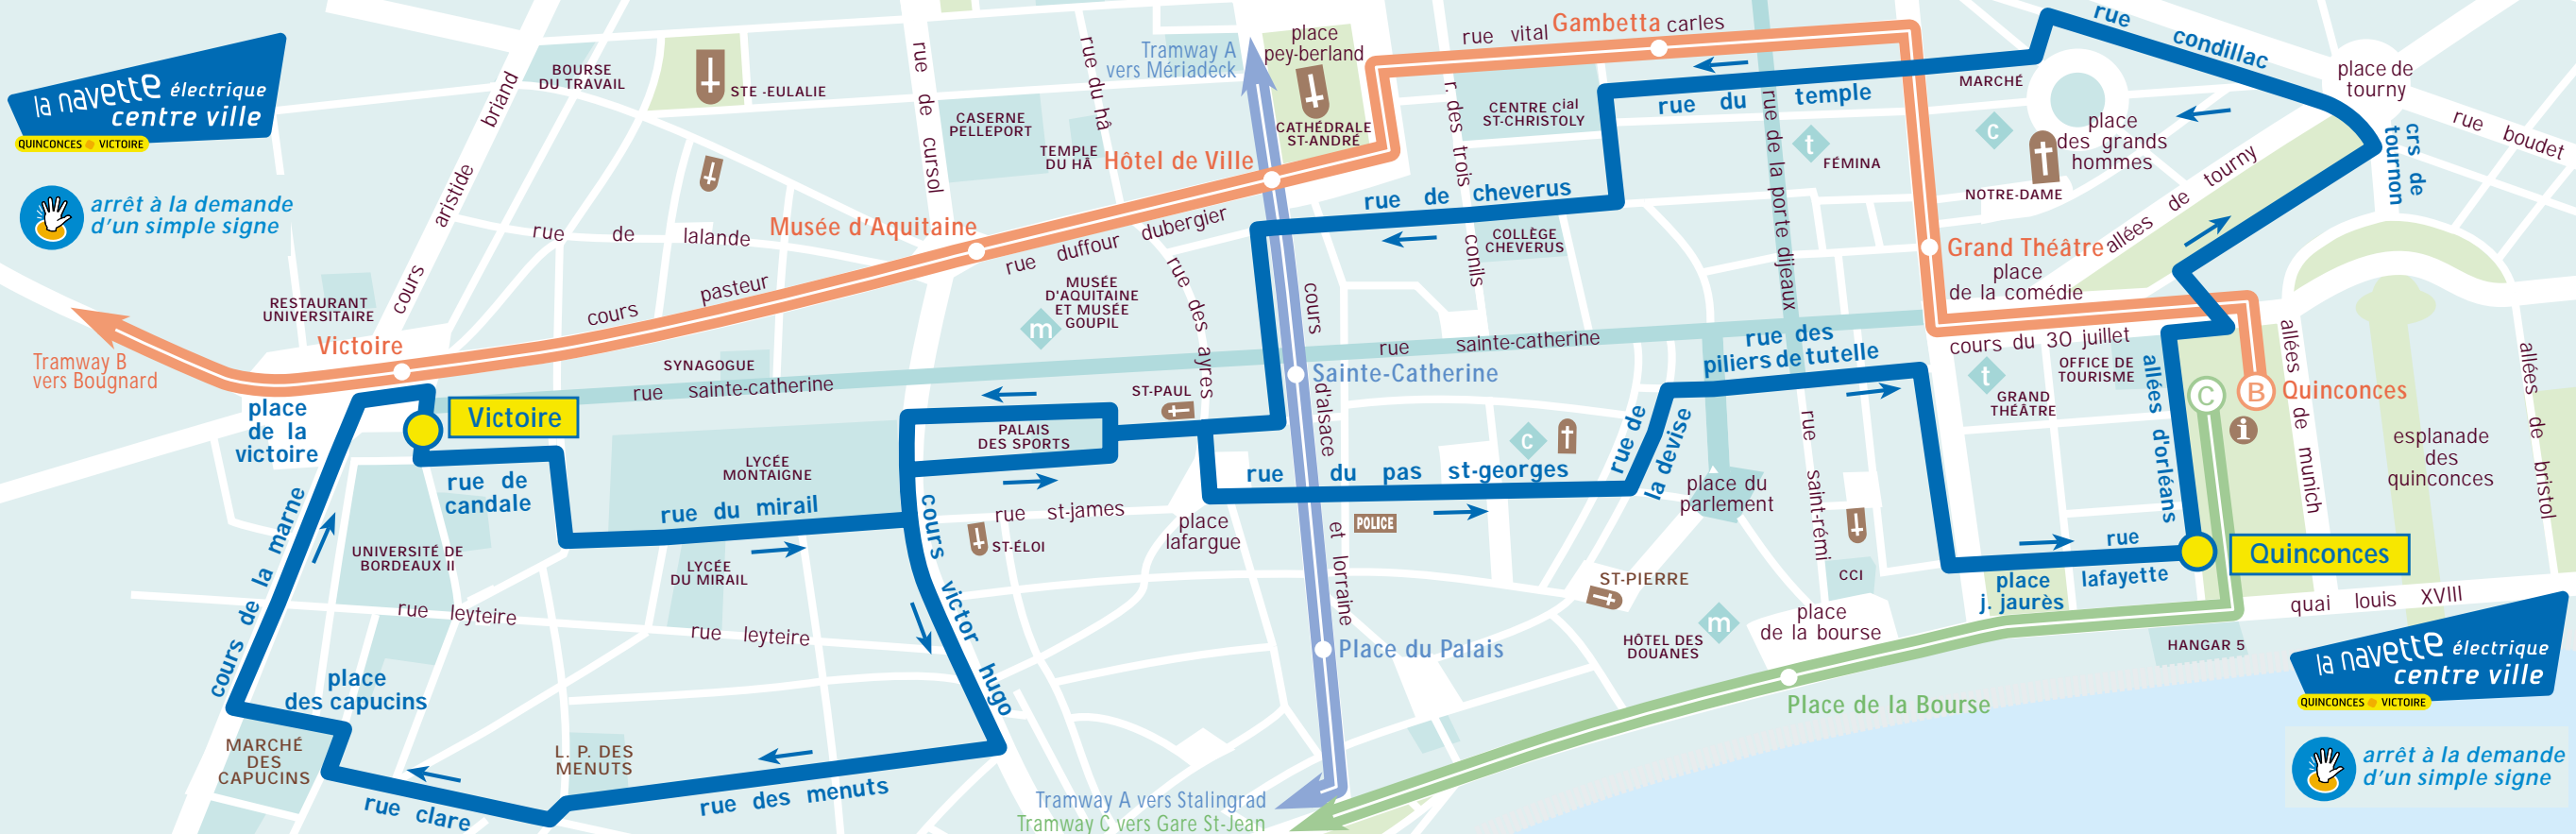 la navette électrique
centre ville
QUINCONCES VICTOIRE
arrêt à la demande
d'un simple signe
BOURSE
DU TRAVAIL
STE -EULALIE
cours aristide briand
rue de lalande
RESTAURANT
UNIVERSITAIRE
Tramway B
vers Bougnard
Victoire
cours pasteur
Musée d'Aquitaine
rue de cursol
CASERNE
PELLEPORT
rue du hâ
TEMPLE
DU HÂ
Hôtel de Ville
Tramway A
vers Mériadeck
place
pey-berland
CATHÉDRALE
ST-ANDRÉ
rue duffour dubergier
MUSÉE
D'AQUITAINE
ET MUSÉE
GOUPIL
m
rue des ayres
rue vital carles
Gambetta
r. des trois conils
CENTRE Cial
ST-CHRISTOLY
rue du temple
rue de cheverus
COLLÈGE
CHEVERUS
rue de la porte dijeaux
t
FÉMINA
MARCHÉ
c
place
des grands
hommes
NOTRE-DAME
rue condillac
place de
tourny
crs de
tournon
rue boudet
allées de tourny
Grand Théâtre
place
de la comédie
cours du 30 juillet
OFFICE DE
TOURISME
t
GRAND
THÉÂTRE
allées d'orléans
C
B
Quinconces
i
allées de munich
esplanade
des
quinconces
allées de bristol
SYNAGOGUE
rue sainte-catherine
rue sainte-catherine
Sainte-Catherine
cours d'alsace et lorraine
rue des
piliers de tutelle
place
de la
victoire
Victoire
rue de
candale
LYCÉE
MONTAIGNE
rue du mirail
LYCÉE
DU MIRAIL
PALAIS
DES SPORTS
ST-PAUL
rue st-james
ST-ÉLOI
place
lafargue
rue du pas st-georges
POLICE
c
rue de
la devise
place du
parlement
rue saint-rémi
CCI
ST-PIERRE
HÔTEL DES
DOUANES
m
place
de la bourse
place
j. jaurès
rue
lafayette
Quinconces
quai louis XVIII
HANGAR 5
Place de la Bourse
Place du Palais
cours de la marne
UNIVERSITÉ DE
BORDEAUX II
rue leyteire
rue leyteire
cours victor hugo
place
des capucins
MARCHÉ
DES
CAPUCINS
L. P. DES
MENUTS
rue clare
rue des menuts
Tramway A vers Stalingrad
Tramway C vers Gare St-Jean
la navette électrique
centre ville
QUINCONCES VICTOIRE
arrêt à la demande
d'un simple signe